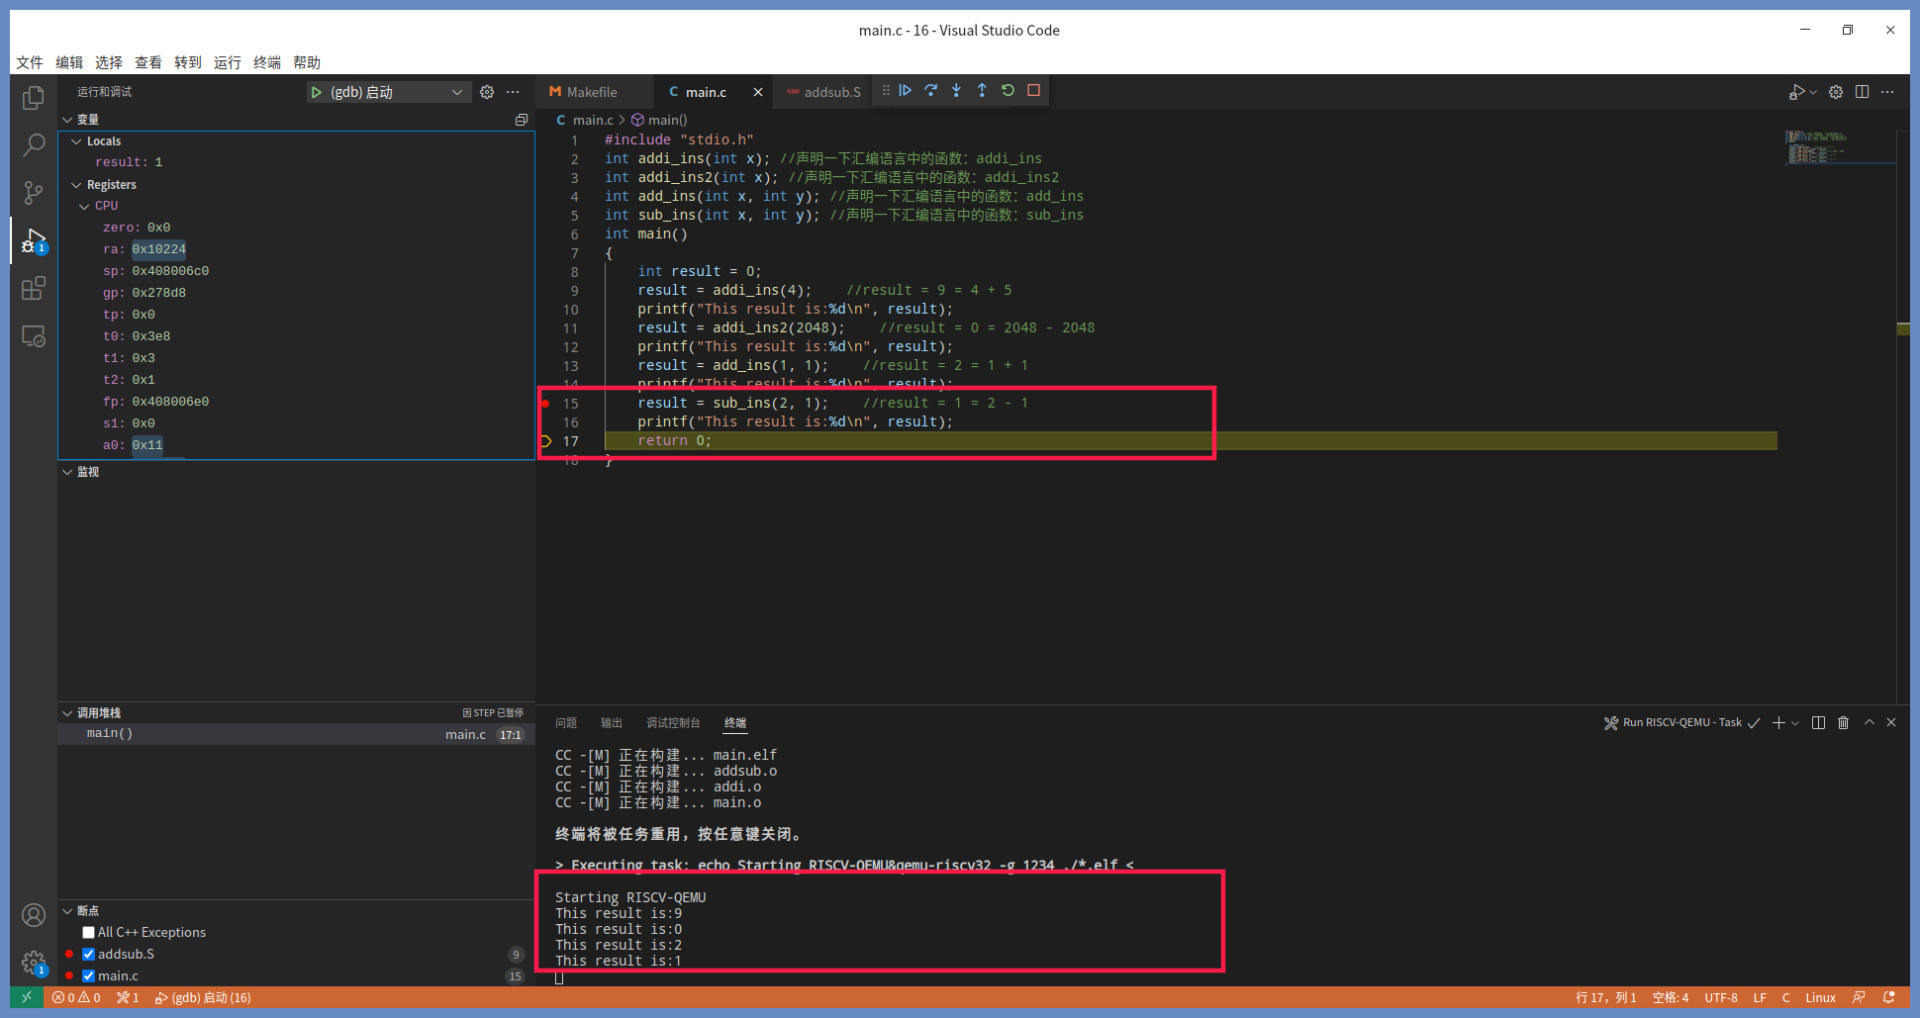 main.c - 16 - Visual Studio Code
文件 编辑 选择 查看 转到 运行 终端 帮助
运行和调试
(gdb) 启动
Makefile
C main.c
ASM addsub.S
变量
Locals
result: 1
Registers
CPU
zero: 0x0
ra: 0x10224
sp: 0x408006c0
gp: 0x278d8
tp: 0x0
t0: 0x3e8
t1: 0x3
t2: 0x1
fp: 0x408006e0
s1: 0x0
a0: 0x11
监视
调用堆栈
因 STEP 已暂停
main() main.c 17:1
断点
All C++ Exceptions
addsub.S 9
main.c 15
C main.c > main()
1 #include "stdio.h"
2 int addi_ins(int x); //声明一下汇编语言中的函数: addi_ins
3 int addi_ins2(int x); //声明一下汇编语言中的函数: addi_ins2
4 int add_ins(int x, int y); //声明一下汇编语言中的函数: add_ins
5 int sub_ins(int x, int y); //声明一下汇编语言中的函数: sub_ins
6 int main()
7 {
8 int result = 0;
9 result = addi_ins(4); //result = 9 = 4 + 5
10 printf("This result is:%d\n", result);
11 result = addi_ins2(2048); //result = 0 = 2048 - 2048
12 printf("This result is:%d\n", result);
13 result = add_ins(1, 1); //result = 2 = 1 + 1
14 printf("This result is:%d\n", result);
15 result = sub_ins(2, 1); //result = 1 = 2 - 1
16 printf("This result is:%d\n", result);
17 return 0;
18 }
问题 输出 调试控制台 终端
Run RISCV-QEMU - Task
CC -[M] 正在构建... main.elf
CC -[M] 正在构建... addsub.o
CC -[M] 正在构建... addi.o
CC -[M] 正在构建... main.o
终端将被任务重用，按任意键关闭。
> Executing task: echo Starting RISCV-QEMU&qemu-riscv32 -g 1234 ./*.elf <
Starting RISCV-QEMU
This result is:9
This result is:0
This result is:2
This result is:1
1
1
0 0 1 (gdb) 启动 (16)
行 17，列 1 空格: 4 UTF-8 LF C Linux